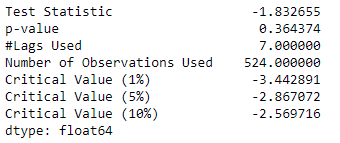 Test Statistic -1.832655
p-value 0.364374
#Lags Used 7.000000
Number of Observations Used 524.000000
Critical Value (1%) -3.442891
Critical Value (5%) -2.867072
Critical Value (10%) -2.569716
dtype: float64